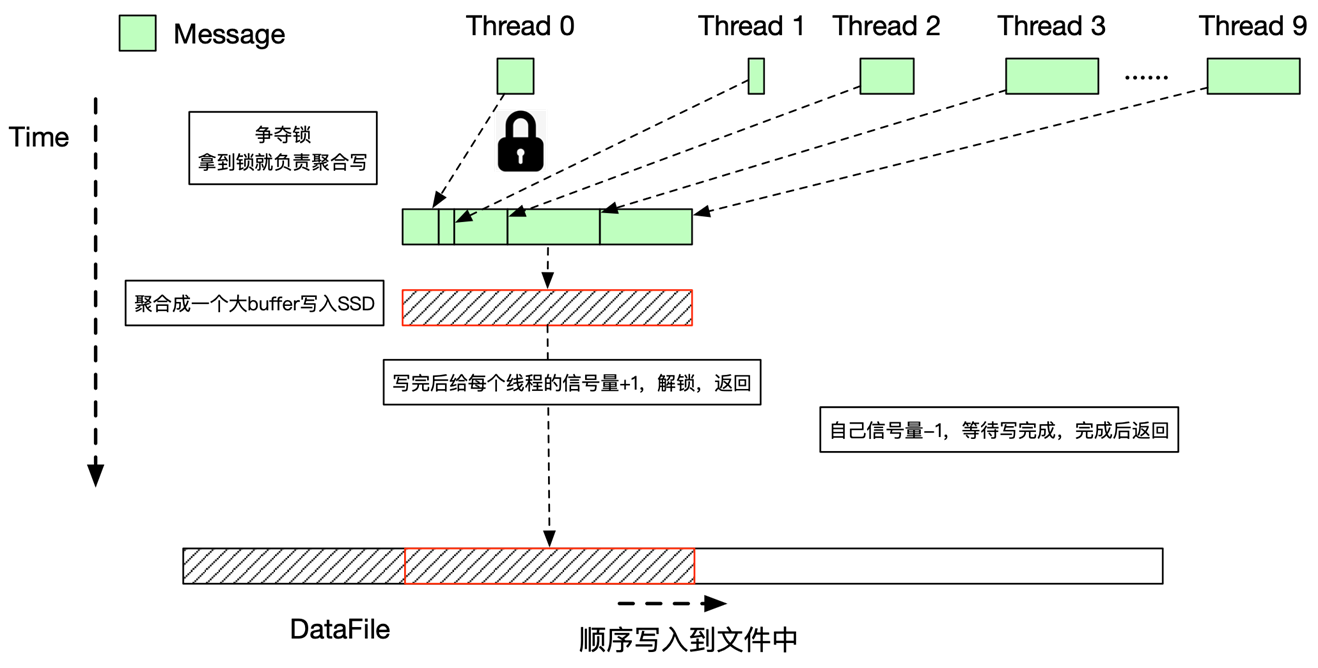 Message
Thread 0
Thread 1
Thread 2
Thread 3
······
Thread 9
Time
争夺锁
拿到锁就负责聚合写
聚合成一个大buffer写入SSD
写完后给每个线程的信号量+1，解锁，返回
自己信号量-1，等待写完成，完成后返回
DataFile
顺序写入到文件中